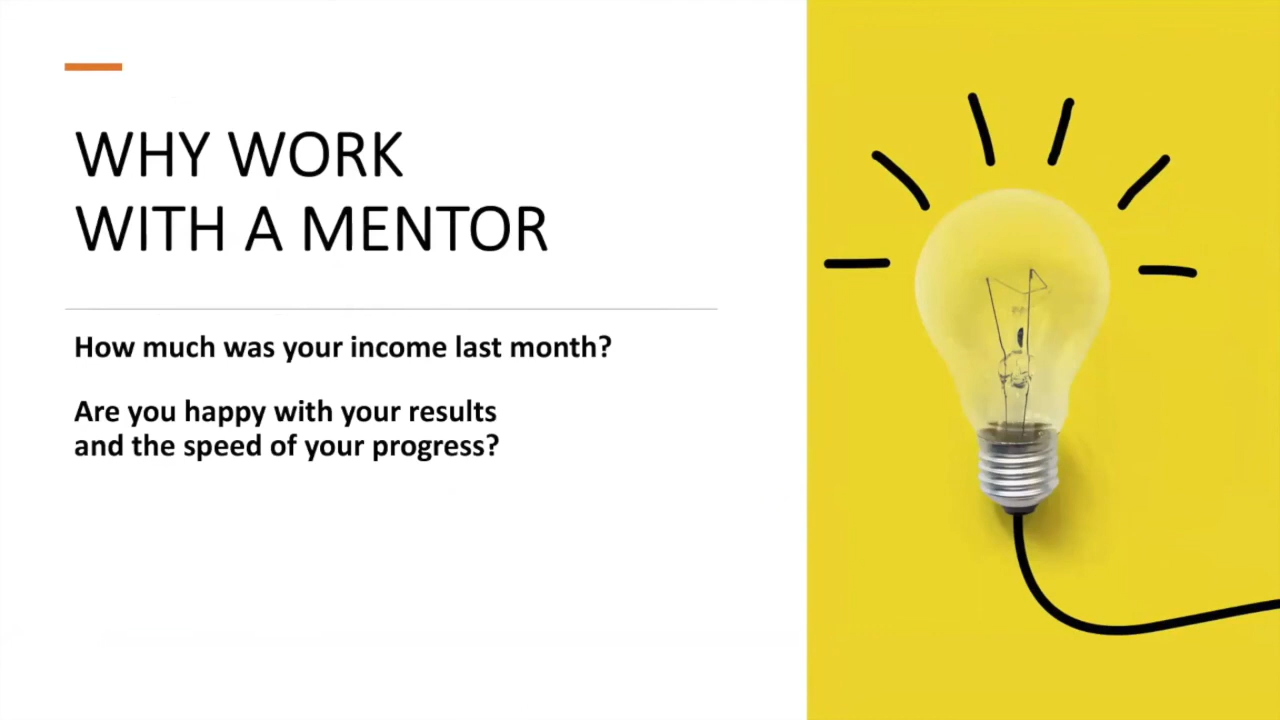 WHY WORK
WITH A MENTOR
How much was your income last month?
Are you happy with your results
and the speed of your progress?